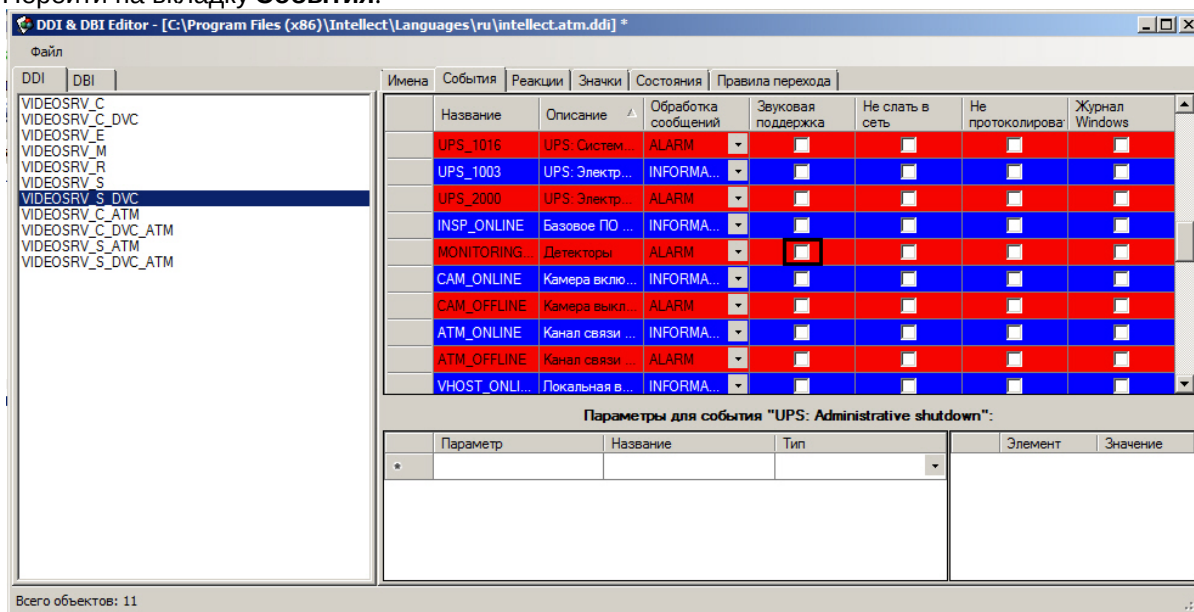 Перейти на вкладку События.
DDI & DBI Editor - [C:\Program Files (x86)\Intellect\Languages\ru\intellect.atm.ddi] *
Файл
DDI DBI
Имена События Реакции Значки Состояния Правила перехода
VIDEOSRV_C
VIDEOSRV_C_DVC
VIDEOSRV_E
VIDEOSRV_M
VIDEOSRV_R
VIDEOSRV_S
VIDEOSRV_S_DVC
VIDEOSRV_C_ATM
VIDEOSRV_C_DVC_ATM
VIDEOSRV_S_ATM
VIDEOSRV_S_DVC_ATM
Название Описание Обработка сообщений Звуковая поддержка Не слать в сеть Не протоколироват Журнал Windows
UPS_1016 UPS: Систем... ALARM
UPS_1003 UPS: Электр... INFORMA...
UPS_2000 UPS: Электр... ALARM
INSP_ONLINE Базовое ПО ... INFORMA...
MONITORING... Детекторы ALARM
CAM_ONLINE Камера вклю... INFORMA...
CAM_OFFLINE Камера выкл... ALARM
ATM_ONLINE Канал связи ... INFORMA...
ATM_OFFLINE Канал связи ... ALARM
VHOST_ONLI... Локальная в... INFORMA...
Параметры для события "UPS: Administrative shutdown":
Параметр Название Тип Элемент Значение
*
Всего объектов: 11